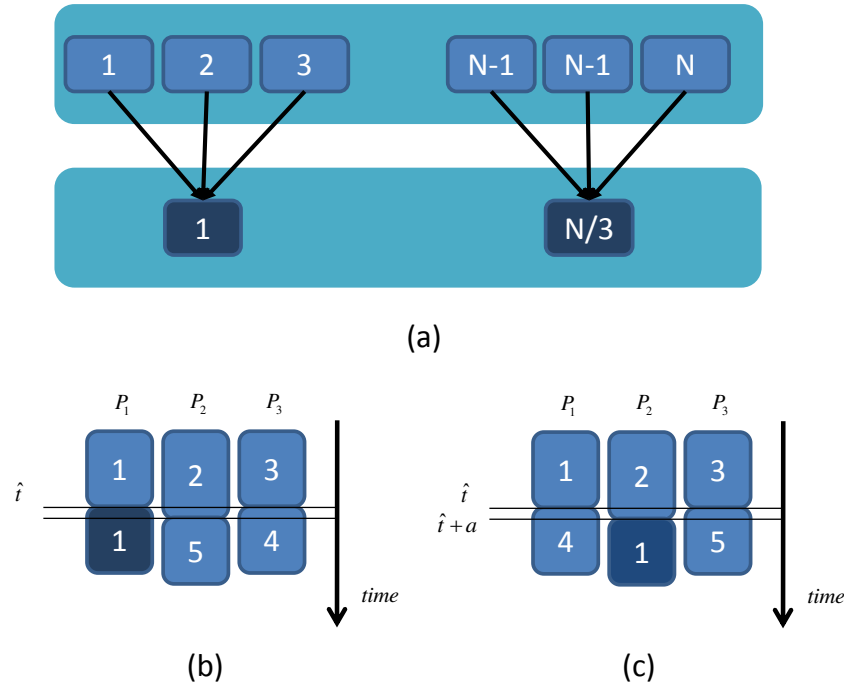 1 2 3 N-1 N-1 N
1 N/3
(a)
P₁ P₂ P₃
1 2 3
t̂
1 5 4
time
(b)
P₁ P₂ P₃
1 2 3
t̂
t̂ + a
4 1 5
time
(c)